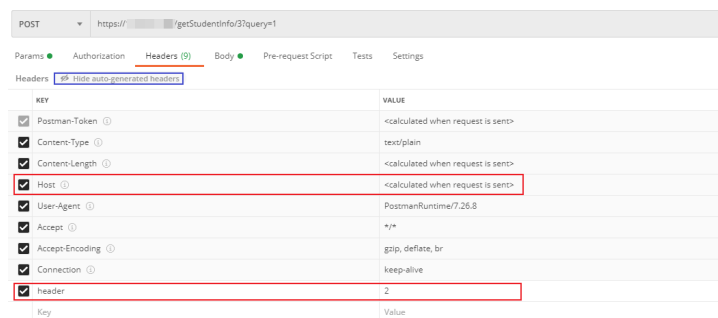 POST https:// /getStudentInfo/3?query=1
Params Authorization Headers (9) Body Pre-request Script Tests Settings
Headers Hide auto-generated headers
KEY VALUE
Postman-Token <calculated when request is sent>
Content-Type text/plain
Content-Length <calculated when request is sent>
Host <calculated when request is sent>
User-Agent PostmanRuntime/7.26.8
Accept */*
Accept-Encoding gzip, deflate, br
Connection keep-alive
header 2
Key Value